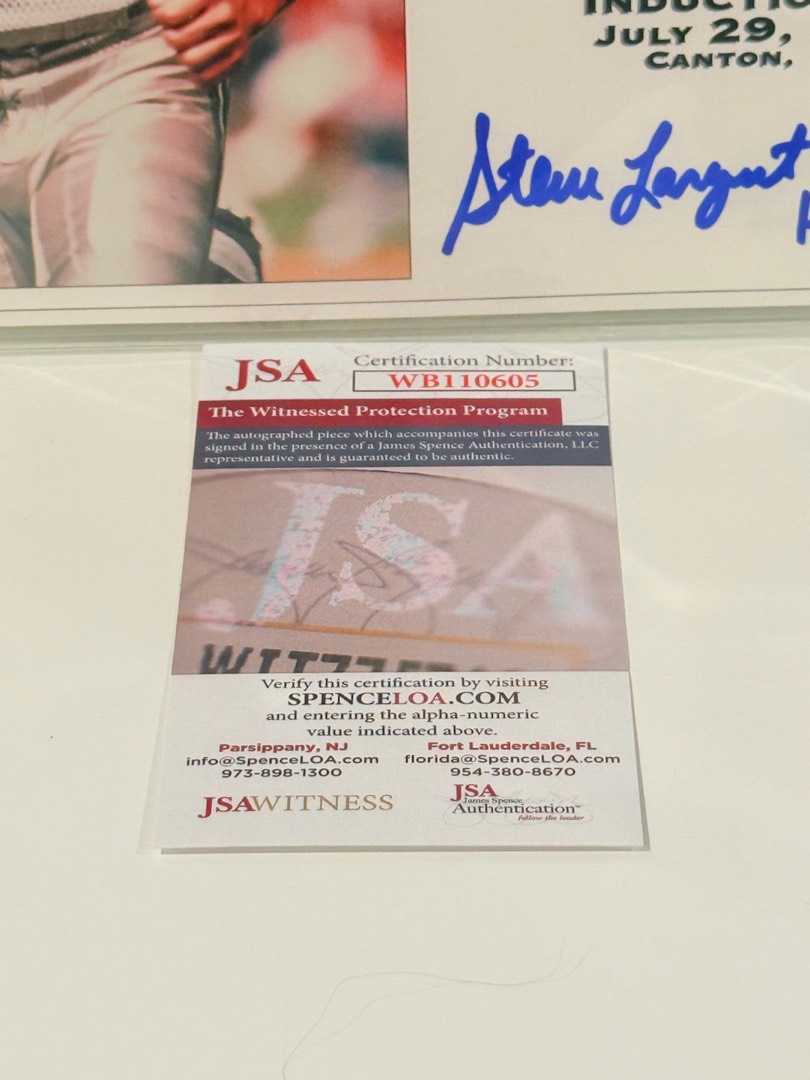 INDUCTIO
JULY 29,
CANTON,
Steve Largent
JSA
Certification Number:
WB110605
The Witnessed Protection Program
The autographed piece which accompanies this certificate was
signed in the presence of a James Spence Authentication, LLC
representative and is guaranteed to be authentic.
JSA
Verify this certification by visiting
SPENCELOA.COM
and entering the alpha-numeric
value indicated above.
Parsippany, NJ
info@SpenceLOA.com
973-898-1300
Fort Lauderdale, FL
florida@SpenceLOA.com
954-380-8670
JSAWITNESS
JSA
James Spence
Authentication™
follow the leader